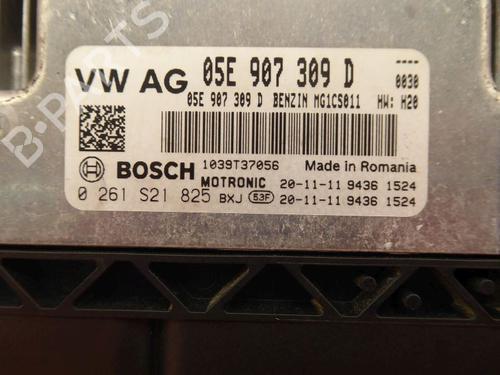 B-PARTS
VW AG 05E 907 309 D ----
0030
05E 907 309 D BENZIN MG1CS011 HW: H20
BOSCH 1039T37056 Made in Romania
MOTRONIC 20-11-11 9436 1524
0 261 S21 825 BXJ 53F 20-11-11 9436 1524